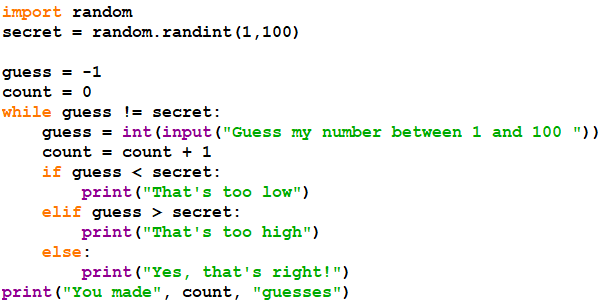 import random
secret = random.randint(1,100)

guess = -1
count = 0
while guess != secret:
    guess = int(input("Guess my number between 1 and 100 "))
    count = count + 1
    if guess < secret:
        print("That's too low")
    elif guess > secret:
        print("That's too high")
    else:
        print("Yes, that's right!")
print("You made", count, "guesses")